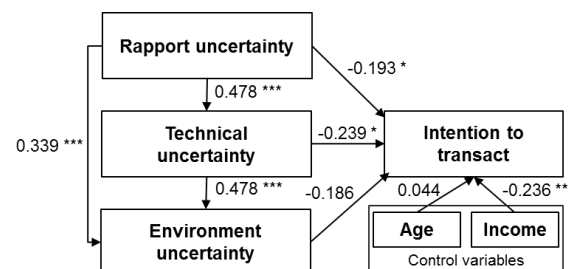 Rapport uncertainty
-0.193 *
0.478 ***
0.339 ***
Technical
uncertainty
-0.239 *
Intention to
transact
0.478 ***
-0.186
0.044
-0.236 **
Environment
uncertainty
Age
Income
Control variables